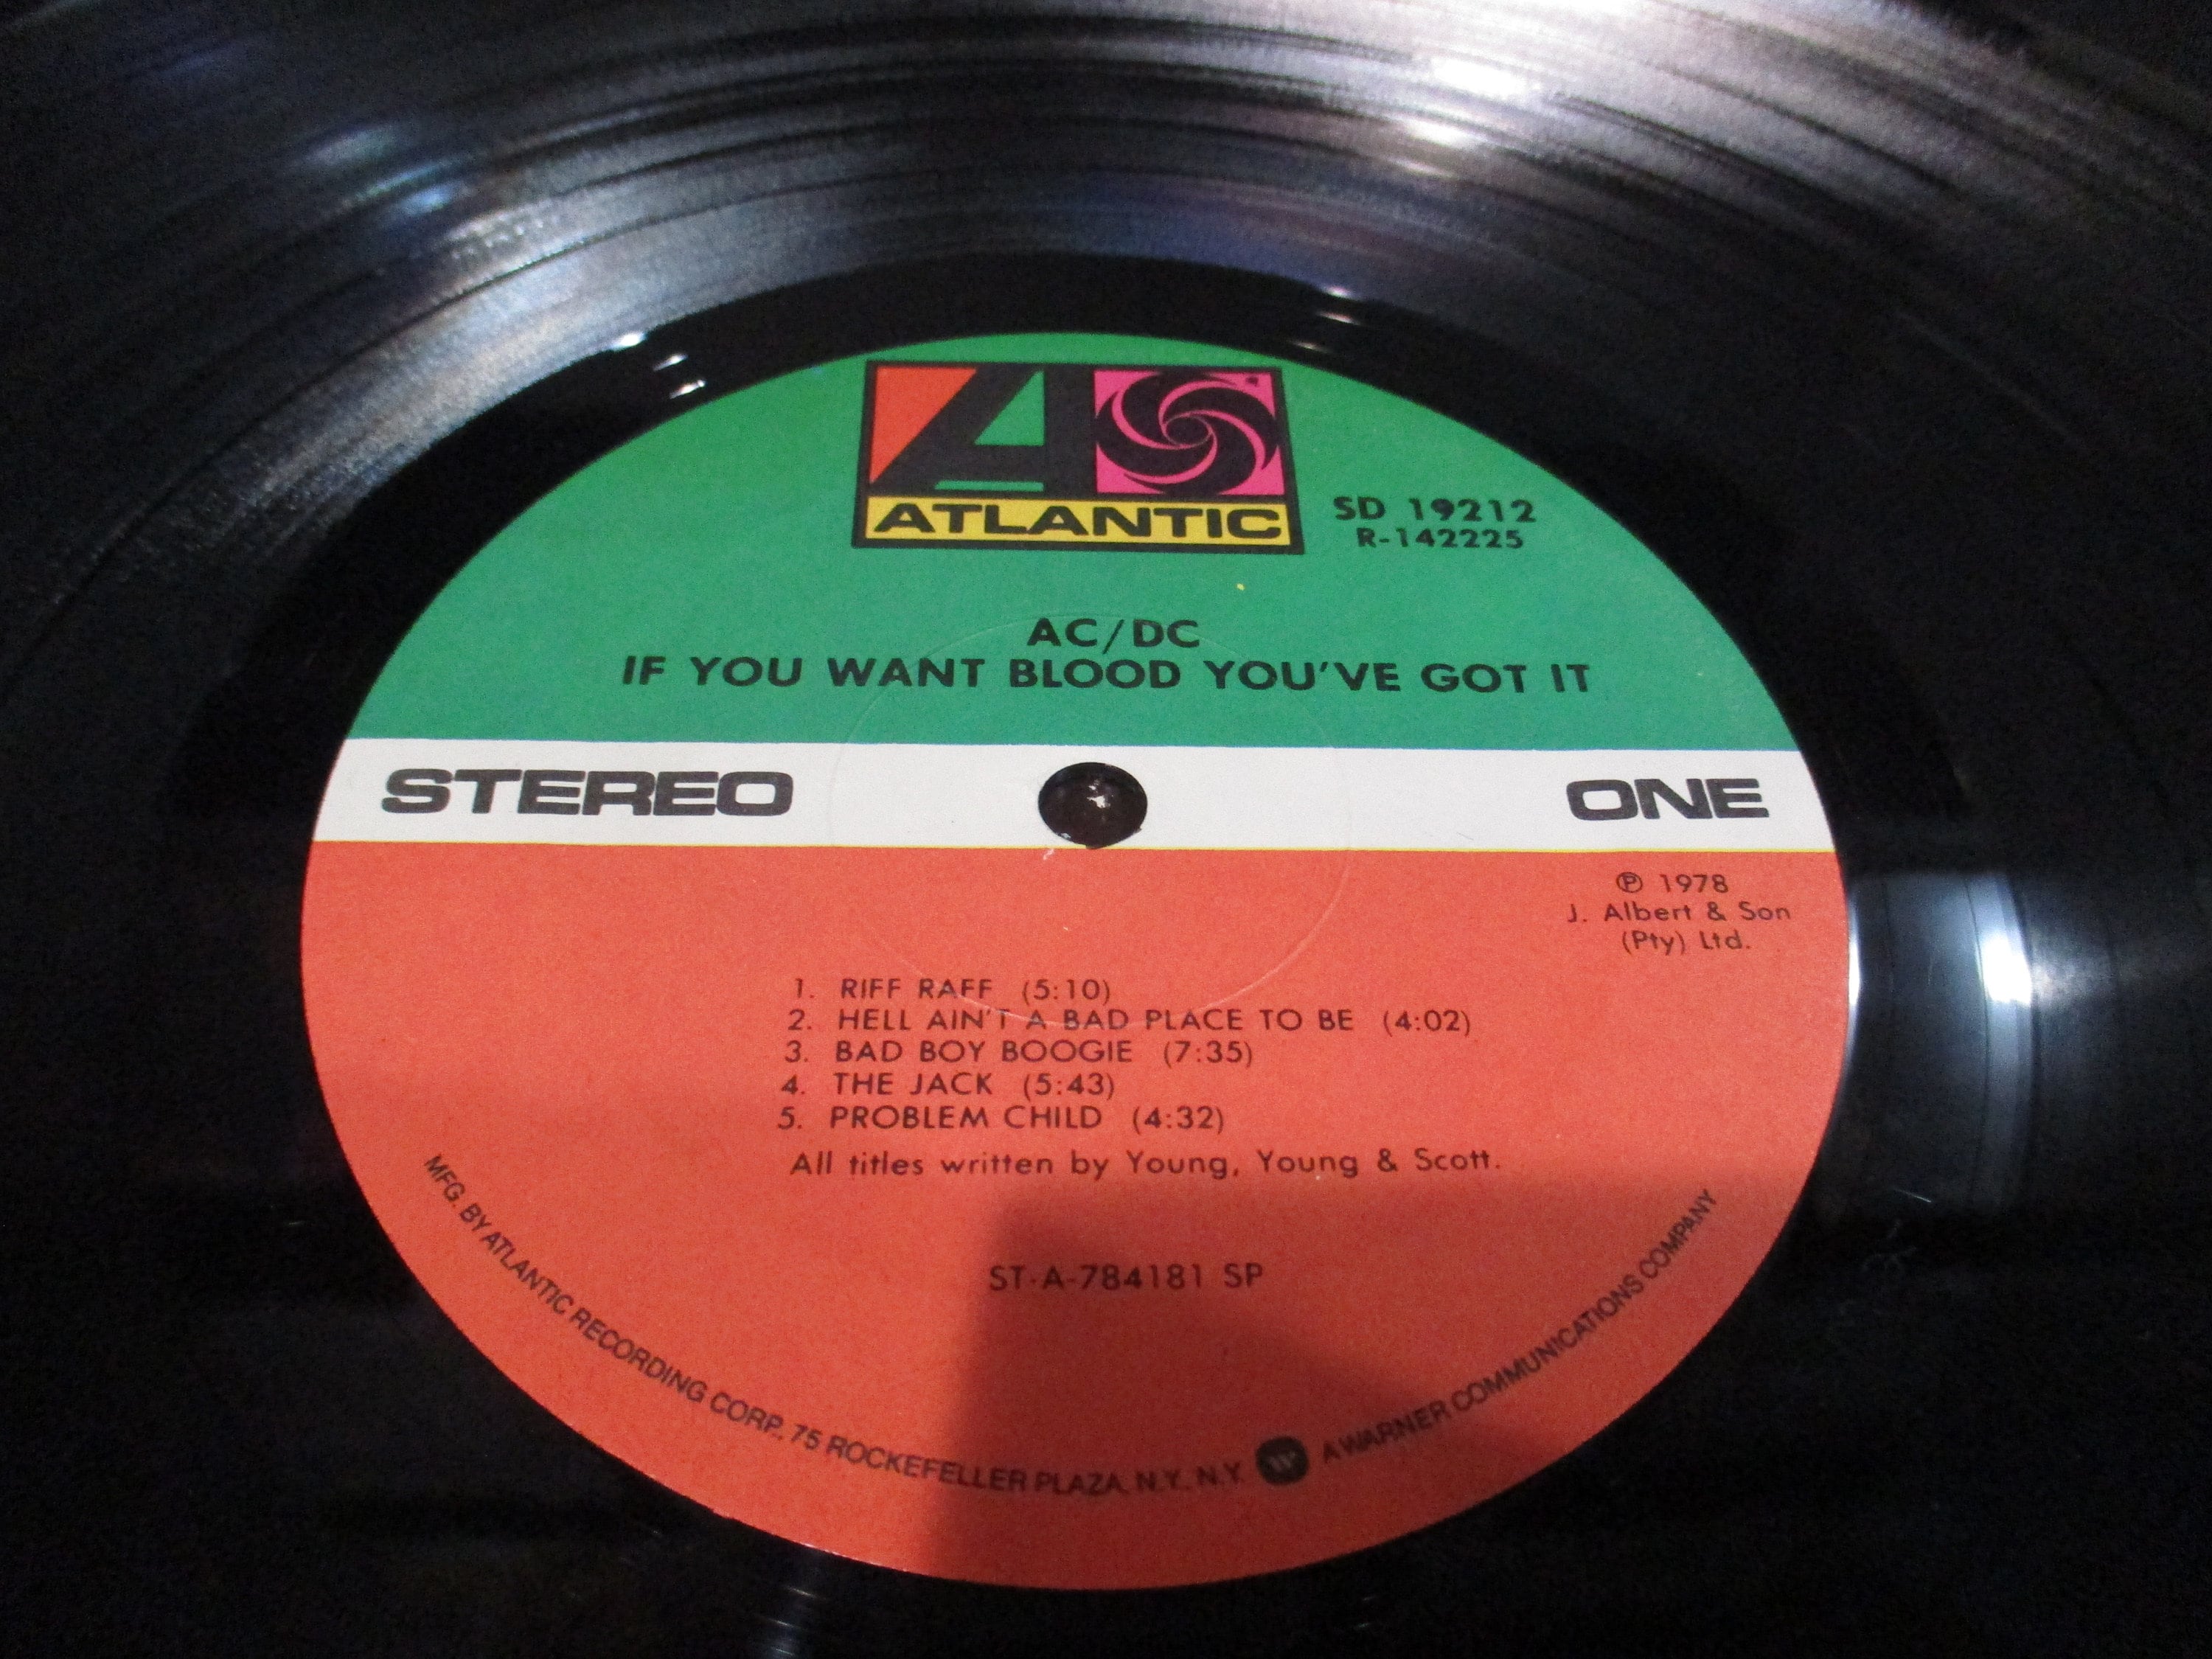 ATLANTIC
SD 19212
R-142225
AC/DC
IF YOU WANT BLOOD YOU'VE GOT IT
STEREO
ONE
℗ 1978
J. Albert & Son
(Pty) Ltd.
1. RIFF RAFF (5:10)
2. HELL AIN'T A BAD PLACE TO BE (4:02)
3. BAD BOY BOOGIE (7:35)
4. THE JACK (5:43)
5. PROBLEM CHILD (4:32)
All titles written by Young, Young & Scott.
ST-A-784181 SP
MFG. BY ATLANTIC RECORDING CORP., 75 ROCKEFELLER PLAZA, N.Y., N.Y. A WARNER COMMUNICATIONS COMPANY